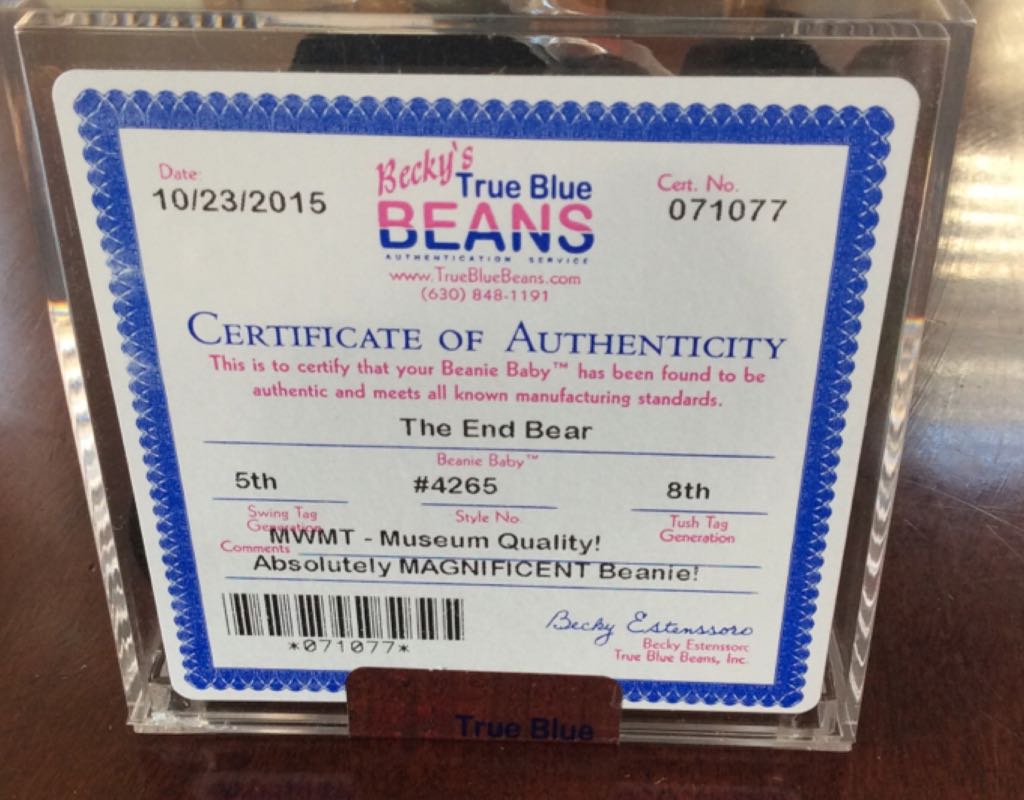 Date:
10/23/2015
Becky's
True Blue
BEANS
AUTHENTICATION SERVICE
www.TrueBlueBeans.com
(630) 848-1191
Cert. No.
071077
CERTIFICATE OF AUTHENTICITY
This is to certify that your Beanie Baby™ has been found to be
authentic and meets all known manufacturing standards.
The End Bear
Beanie Baby™
5th
#4265
8th
Swing Tag
Generation
Style No.
Tush Tag
Generation
Comments
MWMT - Museum Quality!
Absolutely MAGNIFICENT Beanie!
*071077*
Becky Estenssoro
Becky Estenssoro
True Blue Beans, Inc.
True Blue